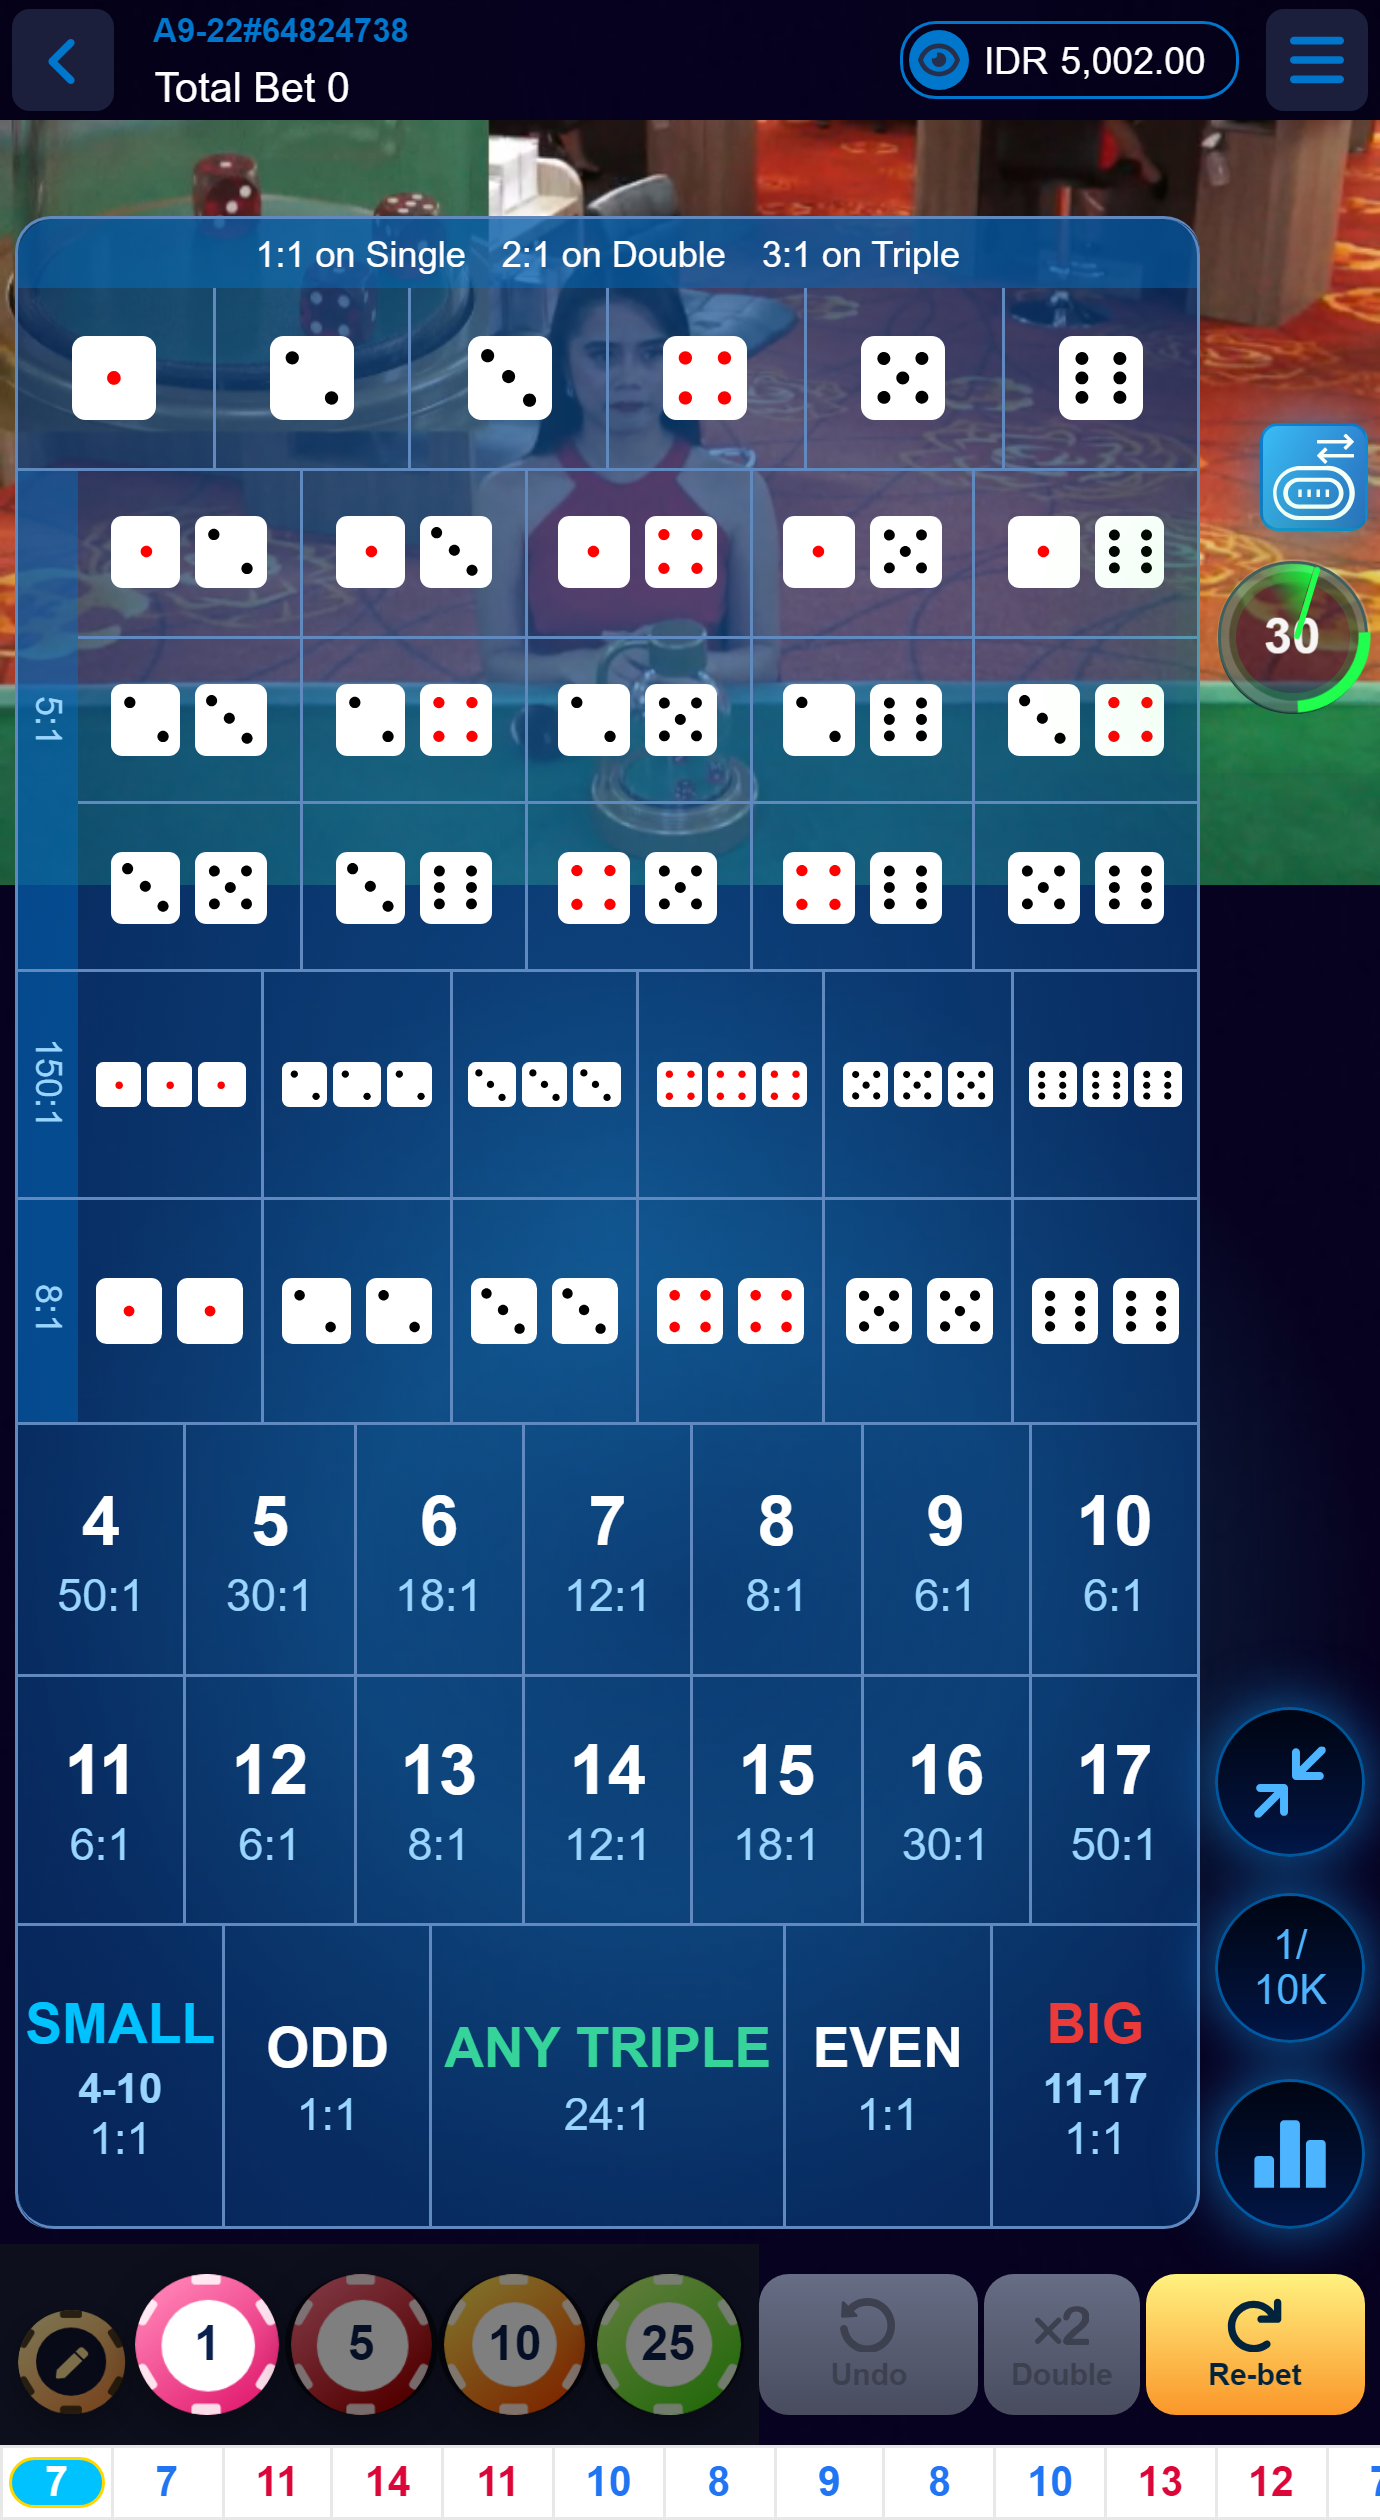 A9-22#64824738
Total Bet 0
IDR 5,002.00
1:1 on Single 2:1 on Double 3:1 on Triple
30
5:1
150:1
8:1
4 5 6 7 8 9 10
50:1 30:1 18:1 12:1 8:1 6:1 6:1
11 12 13 14 15 16 17
6:1 6:1 8:1 12:1 18:1 30:1 50:1
1/
10K
SMALL
4-10
1:1
ODD
1:1
ANY TRIPLE
24:1
EVEN
1:1
BIG
11-17
1:1
1 5 10 25
Undo
x2
Double
Re-bet
7 7 11 14 11 10 8 9 8 10 13 12